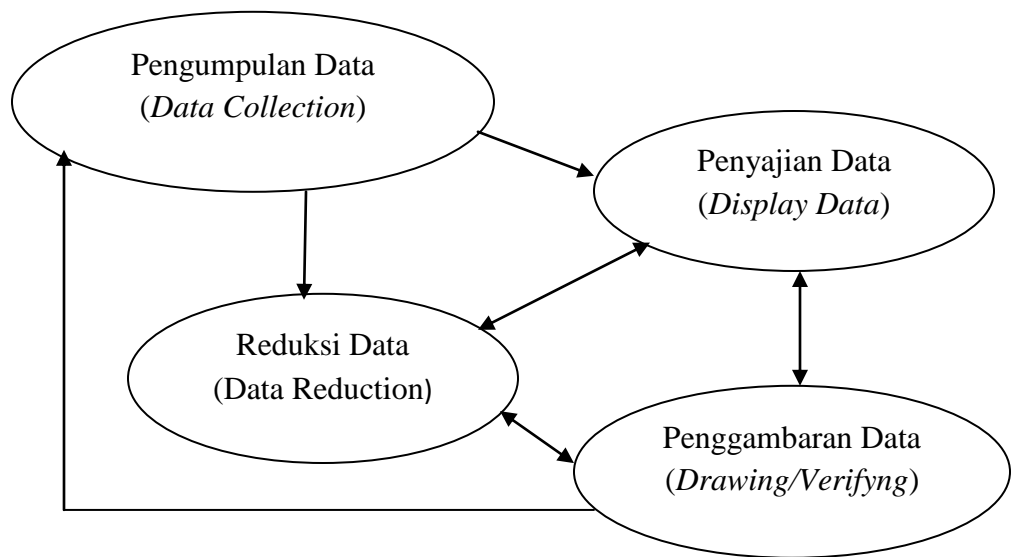 Pengumpulan Data
(Data Collection)
Penyajian Data
(Display Data)
Reduksi Data
(Data Reduction)
Penggambaran Data
(Drawing/Verifyng)